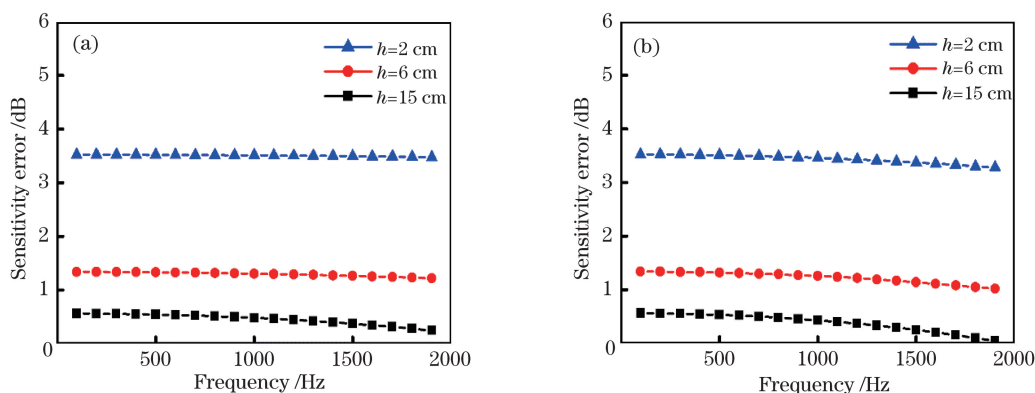 (a)
h=2 cm
h=6 cm
h=15 cm
Sensitivity error /dB
6
5
4
3
2
1
0
500
1000
1500
2000
Frequency /Hz
(b)
h=2 cm
h=6 cm
h=15 cm
Sensitivity error /dB
6
5
4
3
2
1
0
500
1000
1500
2000
Frequency /Hz